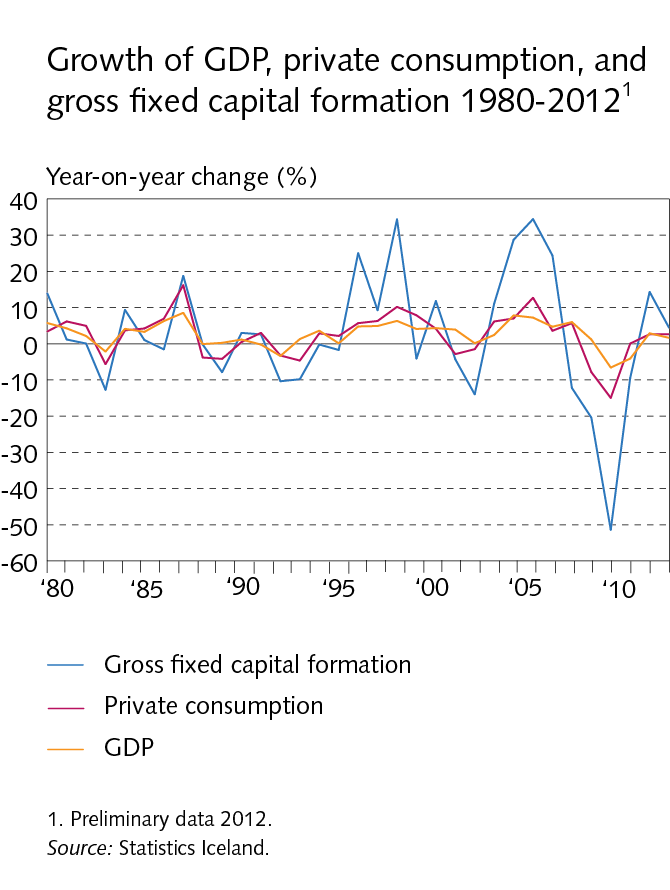 Growth of GDP, private consumption, and
gross fixed capital formation 1980-2012¹
Year-on-year change (%)
40
30
20
10
0
-10
-20
-30
-40
-50
-60
‘80 ‘85 ‘90 ‘95 ‘00 ‘05 ‘10
Gross fixed capital formation
Private consumption
GDP
1. Preliminary data 2012.
Source: Statistics Iceland.